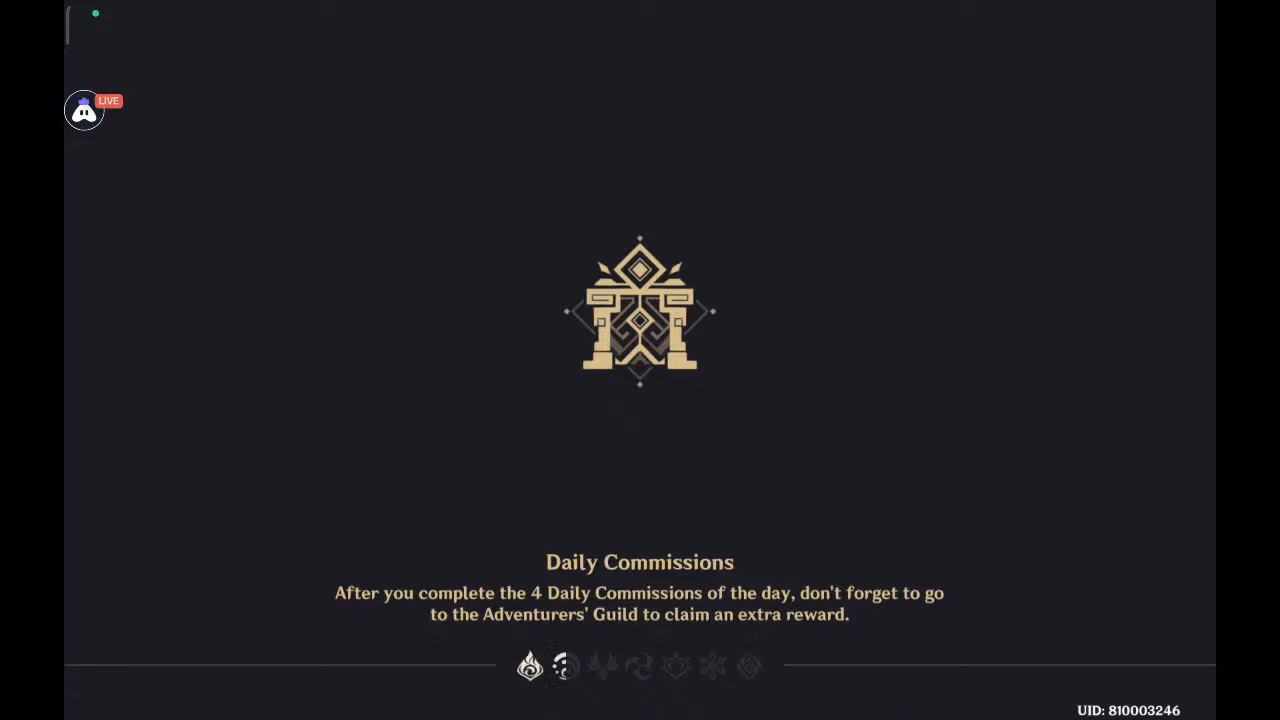 LIVE
Daily Commissions
After you complete the 4 Daily Commissions of the day, don't forget to go
to the Adventurers' Guild to claim an extra reward.
UID: 810003246